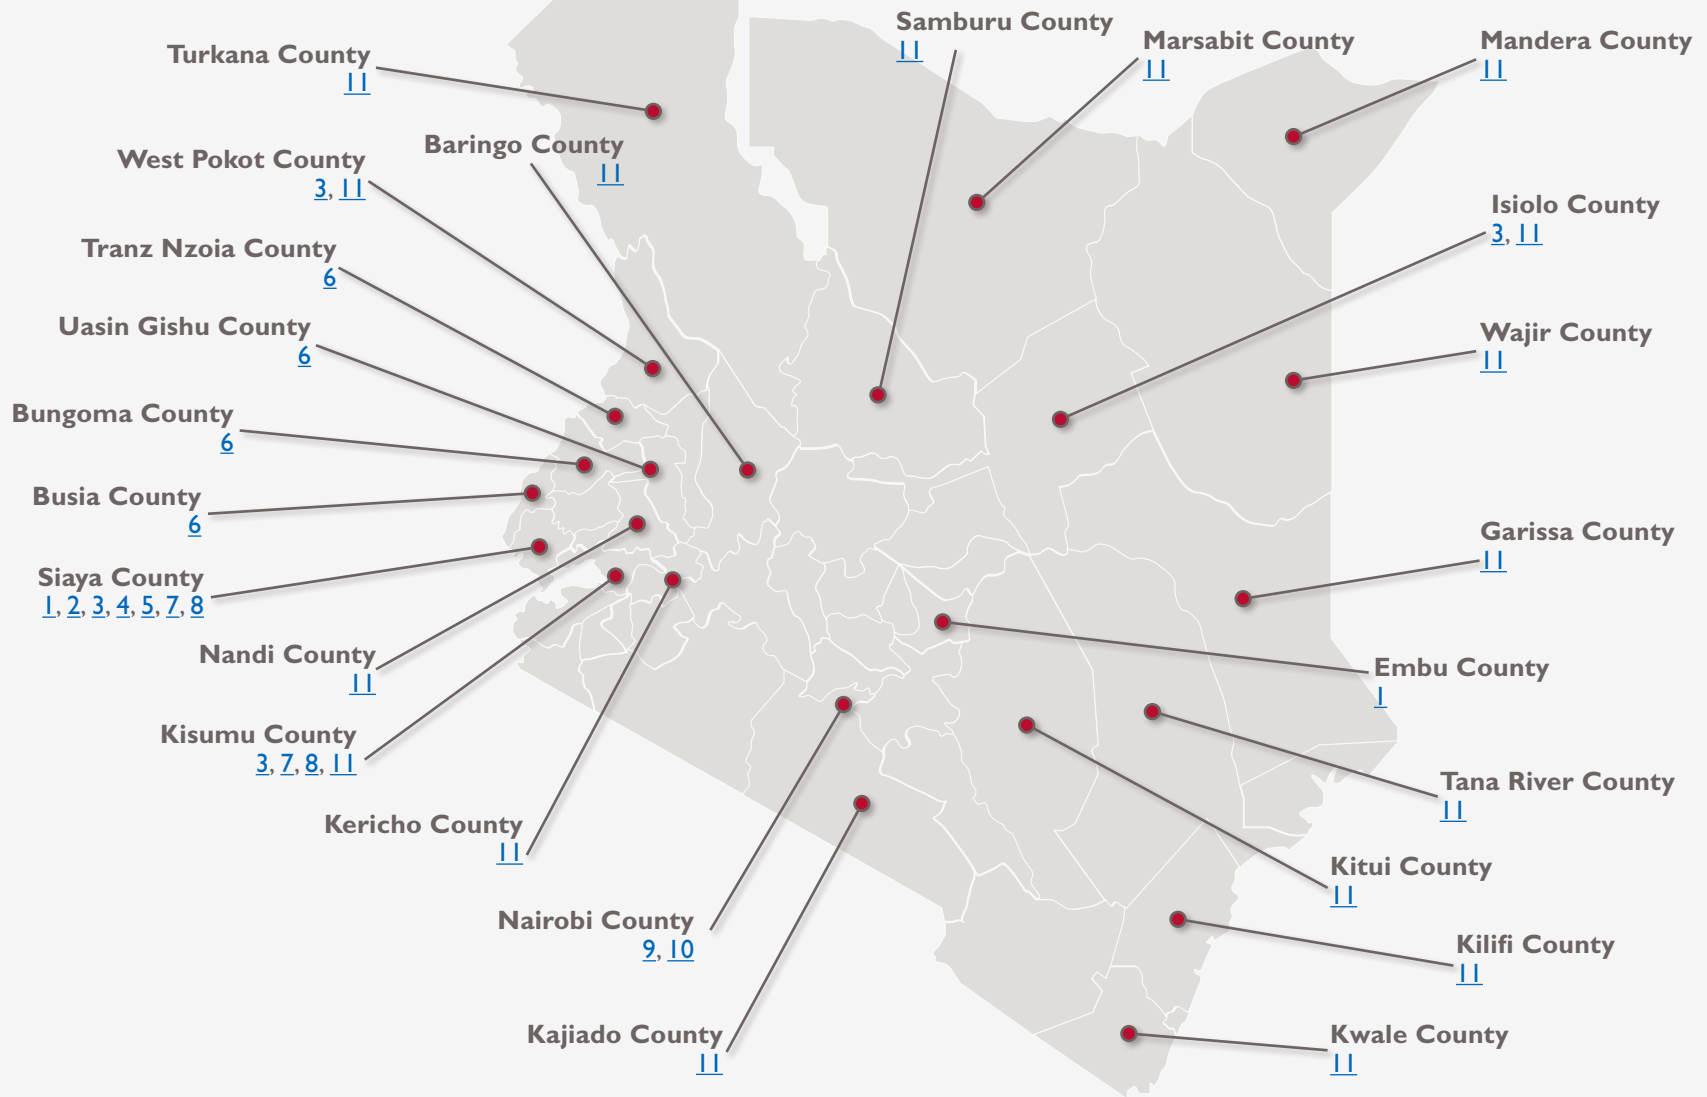 Samburu County
11
Marsabit County
11
Mandera County
11
Turkana County
11
Baringo County
11
West Pokot County
3, 11
Isiolo County
3, 11
Tranz Nzoia County
6
Uasin Gishu County
6
Wajir County
11
Bungoma County
6
Busia County
6
Garissa County
11
Siaya County
1, 2, 3, 4, 5, 7, 8
Nandi County
11
Embu County
1
Kisumu County
3, 7, 8, 11
Tana River County
11
Kericho County
11
Kitui County
11
Nairobi County
9, 10
Kilifi County
11
Kajiado County
11
Kwale County
11